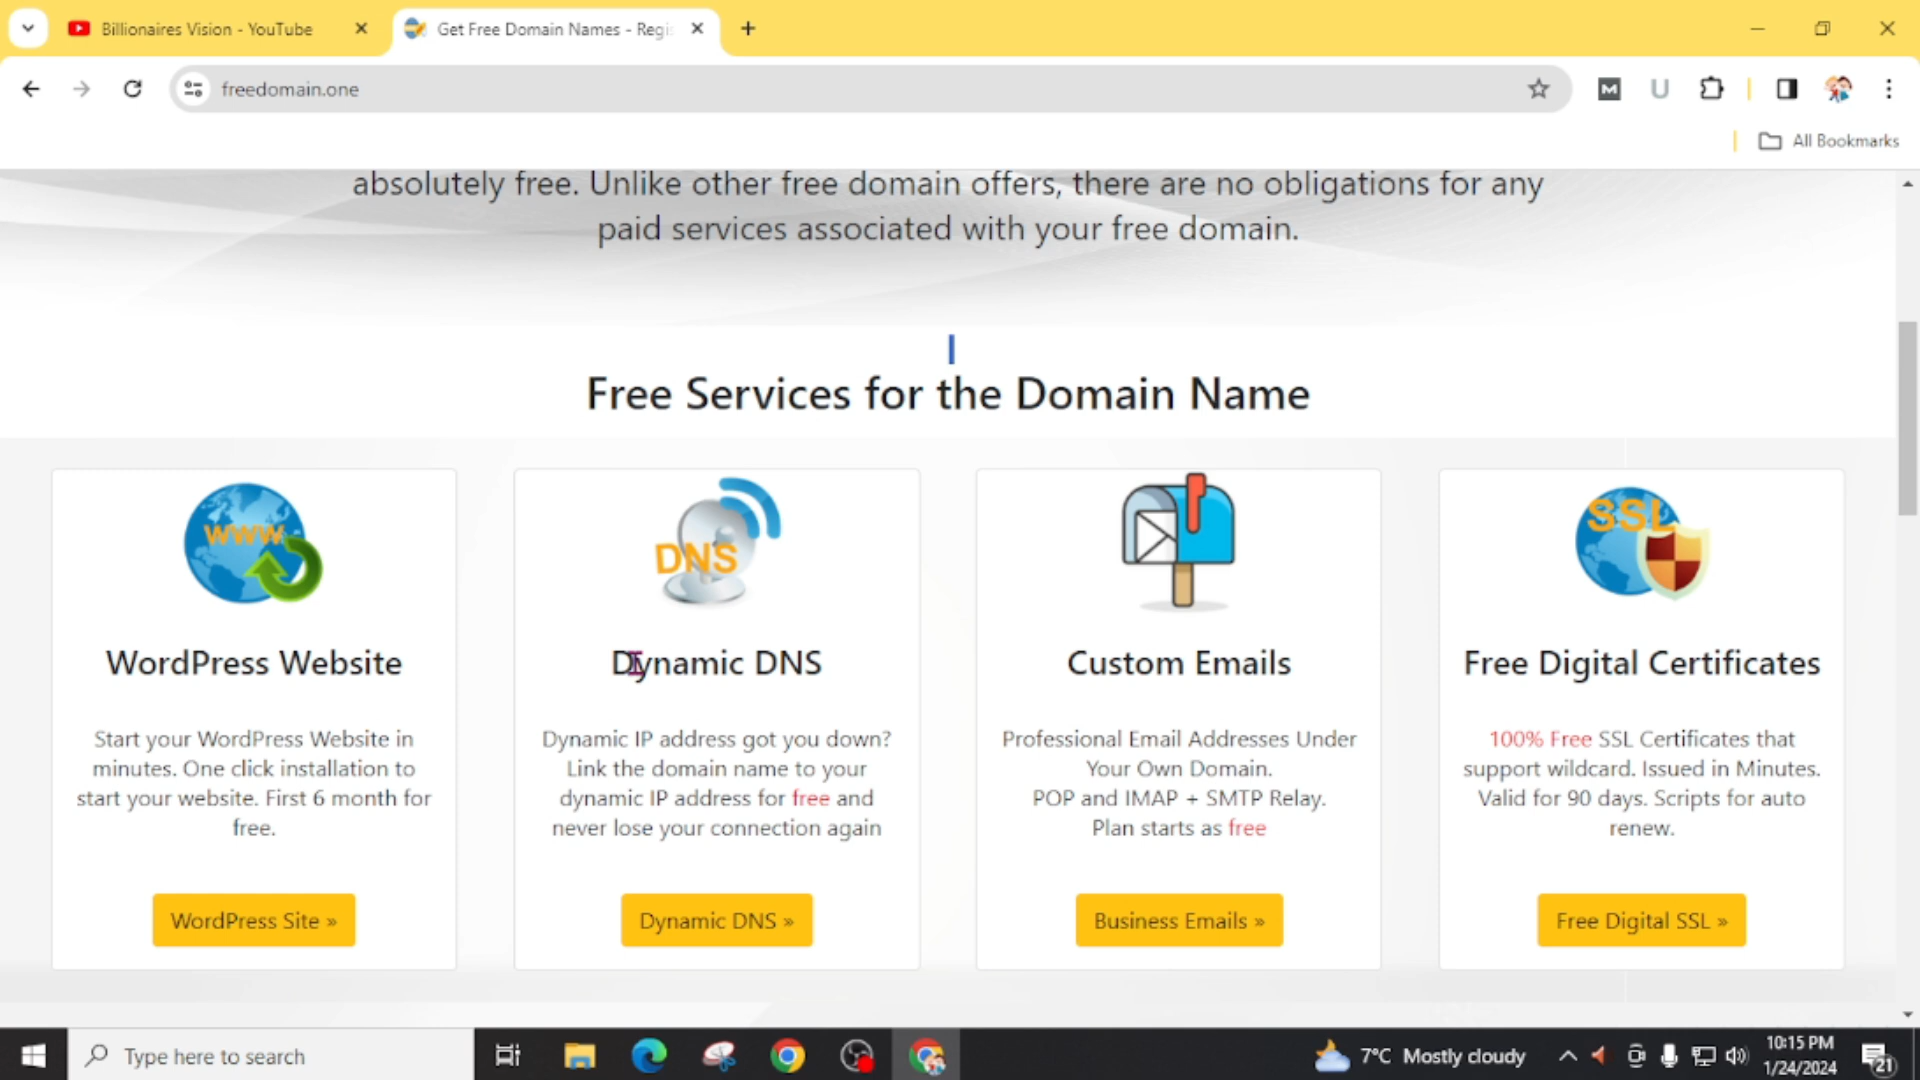 Billionaires Vision - YouTube
Get Free Domain Names - Regis
freedomain.one
All Bookmarks
absolutely free. Unlike other free domain offers, there are no obligations for any
paid services associated with your free domain.
Free Services for the Domain Name
www
WordPress Website
Start your WordPress Website in
minutes. One click installation to
start your website. First 6 month for
free.
WordPress Site »
DNS
Dynamic DNS
Dynamic IP address got you down?
Link the domain name to your
dynamic IP address for free and
never lose your connection again
Dynamic DNS »
Custom Emails
Professional Email Addresses Under
Your Own Domain.
POP and IMAP + SMTP Relay.
Plan starts as free
Business Emails »
SSL
Free Digital Certificates
100% Free SSL Certificates that
support wildcard. Issued in Minutes.
Valid for 90 days. Scripts for auto
renew.
Free Digital SSL »
Type here to search
7°C Mostly cloudy
10:15 PM
1/24/2024
21